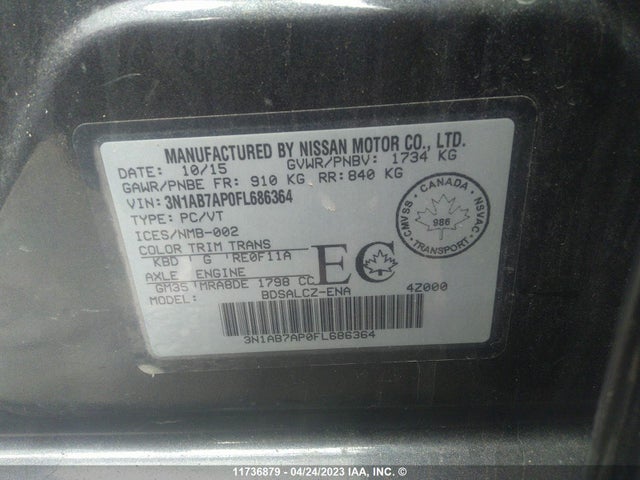 MANUFACTURED BY NISSAN MOTOR CO., LTD.
DATE: 10/15 GVWR/PNBV: 1734 KG
GAWR/PNBE FR: 910 KG RR: 840 KG
VIN: 3N1AB7AP0FL686364
TYPE: PC/VT
ICES/NMB-002
COLOR TRIM TRANS
KBD G RE0F11A
AXLE ENGINE
GM35 MRA8DE 1798 CC
MODEL: BDSALCZ-ENA 4Z000
EC
CANADA
CMVSS 986 NSVAC
TRANSPORT
3N1AB7AP0FL686364
11736879 - 04/24/2023 IAA, INC. ©